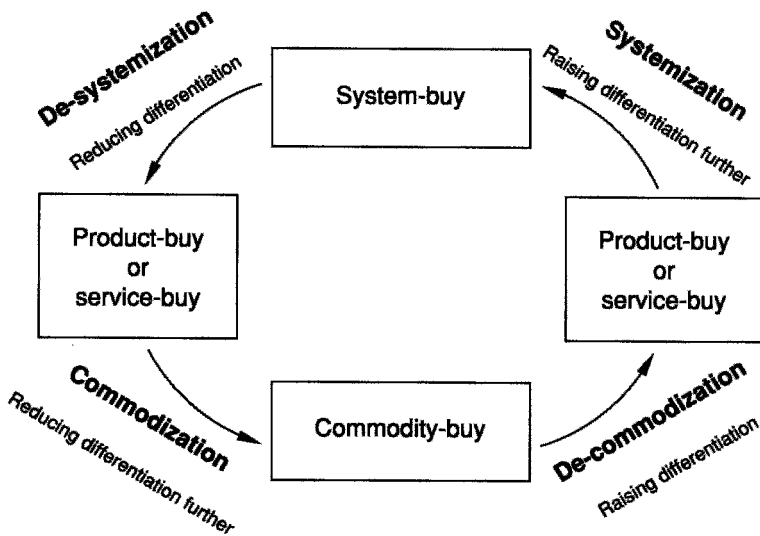 De-systemization
Reducing differentiation
System-buy
Systemization
Raising differentiation further
Product-buy
or
service-buy
Product-buy
or
service-buy
Commodization
Reducing differentiation further
Commodity-buy
De-commodization
Raising differentiation